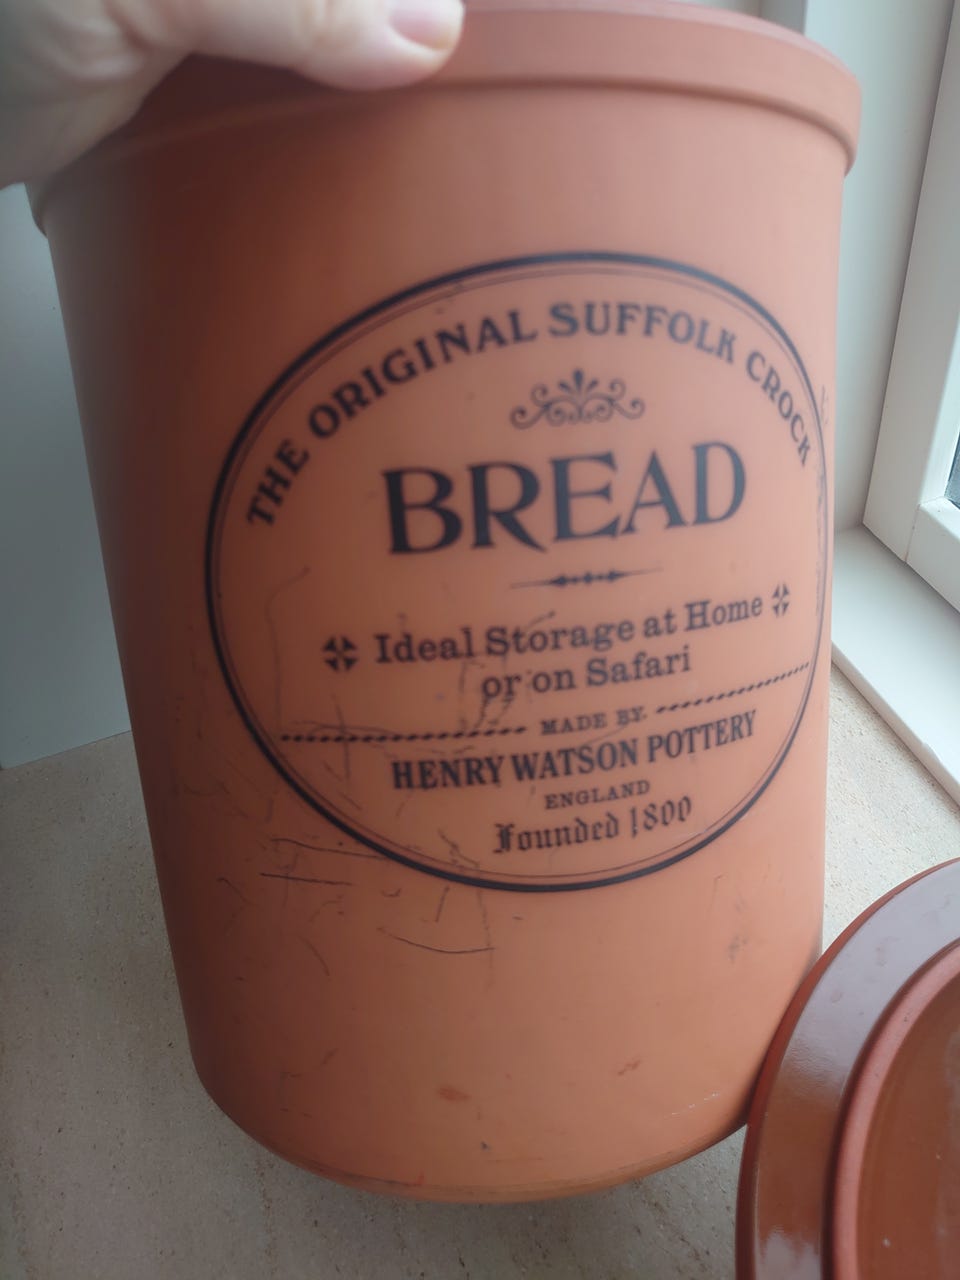 THE ORIGINAL SUFFOLK CROCK
BREAD
Ideal Storage at Home
or on Safari
MADE BY
HENRY WATSON POTTERY
ENGLAND
Founded 1800